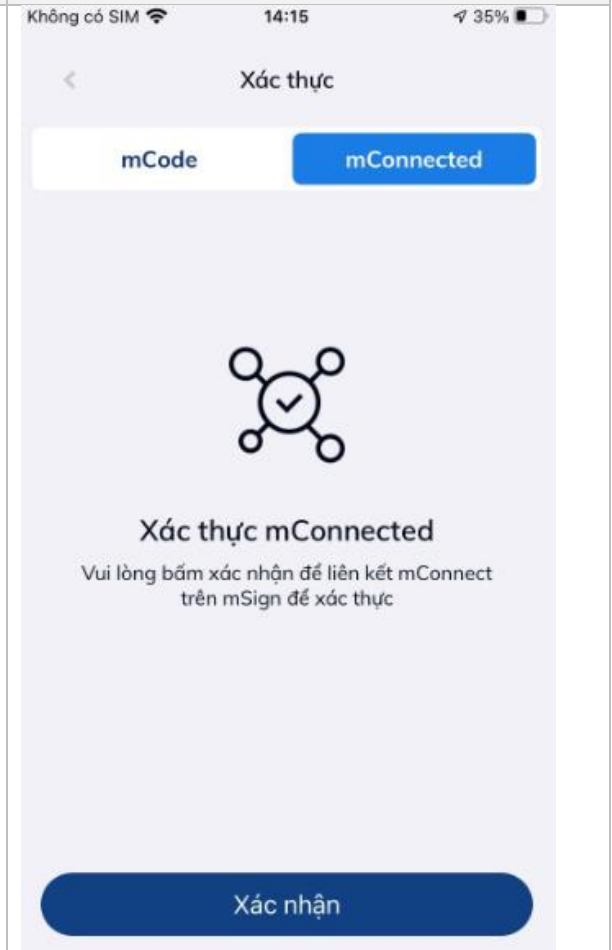 Không có SIM 14:15 35%
Xác thực
mCode mConnected
Xác thực mConnected
Vui lòng bấm xác nhận để liên kết mConnect
trên mSign để xác thực
Xác nhận